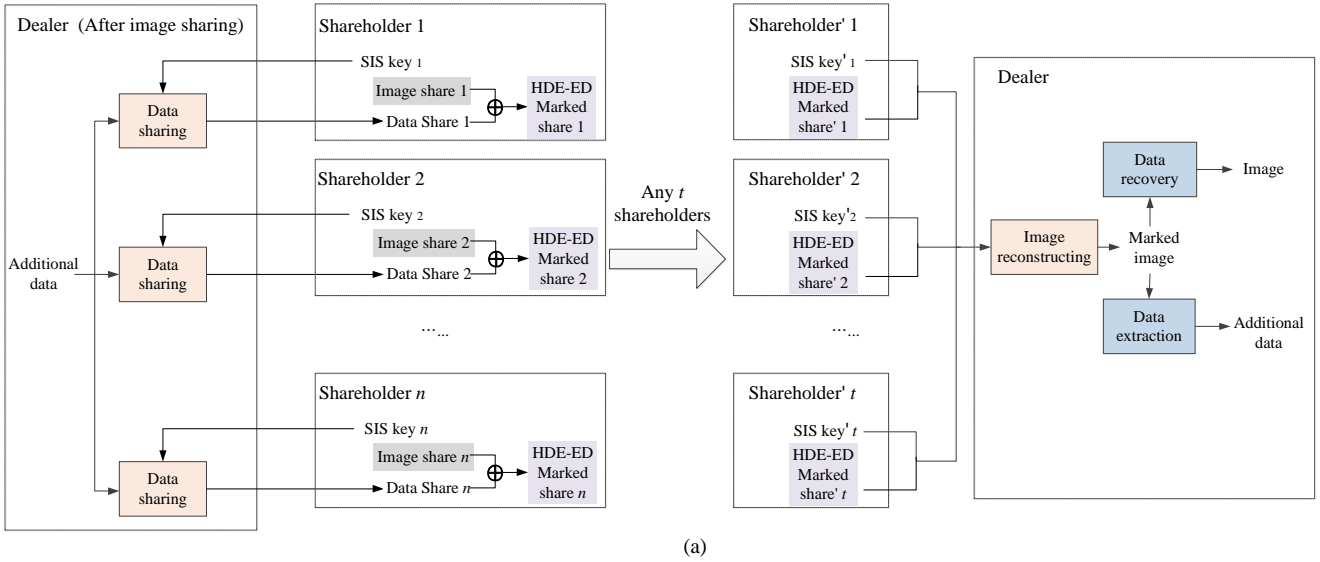 Dealer (After image sharing)
Additional
data
Data
sharing
Data
sharing
Data
sharing
Shareholder 1
SIS key 1
Image share 1
Data Share 1
HDE-ED
Marked
share 1
Shareholder 2
SIS key 2
Image share 2
Data Share 2
HDE-ED
Marked
share 2
......
Shareholder n
SIS key n
Image share n
Data Share n
HDE-ED
Marked
share n
Any t
shareholders
Shareholder' 1
SIS key' 1
HDE-ED
Marked
share' 1
Shareholder' 2
SIS key' 2
HDE-ED
Marked
share' 2
......
Shareholder' t
SIS key' t
HDE-ED
Marked
share' t
Dealer
Image
reconstructing
Marked
image
Data
recovery
Image
Data
extraction
Additional
data
(a)